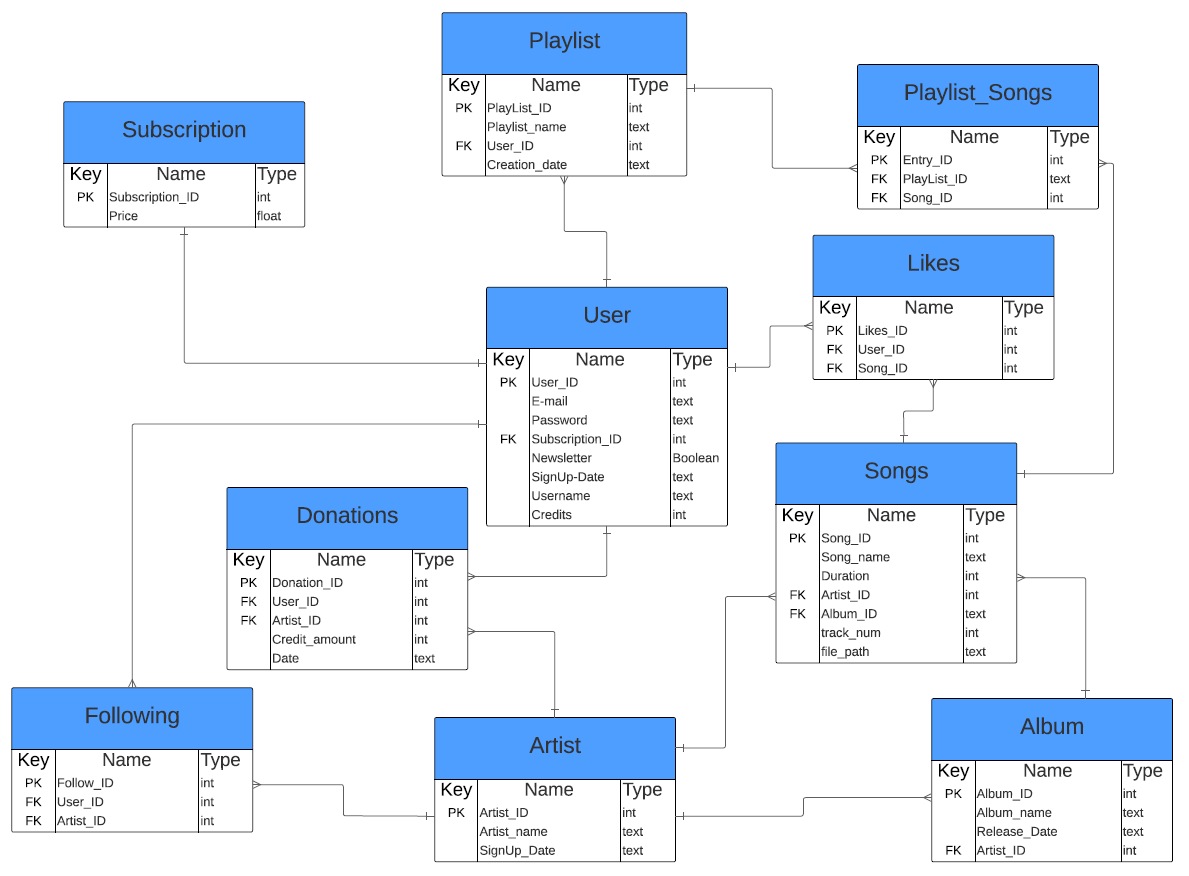 Playlist
Key Name Type
PK PlayList_ID int
Playlist_name text
FK User_ID int
Creation_date text
Playlist_Songs
Key Name Type
PK Entry_ID int
FK PlayList_ID text
FK Song_ID int
Subscription
Key Name Type
PK Subscription_ID int
Price float
Likes
Key Name Type
PK Likes_ID int
FK User_ID int
FK Song_ID int
User
Key Name Type
PK User_ID int
E-mail text
Password text
FK Subscription_ID int
Newsletter Boolean
SignUp-Date text
Username text
Credits int
Songs
Key Name Type
PK Song_ID int
Song_name text
Duration int
FK Artist_ID int
FK Album_ID text
track_num int
file_path text
Donations
Key Name Type
PK Donation_ID int
FK User_ID int
FK Artist_ID int
Credit_amount int
Date text
Following
Key Name Type
PK Follow_ID int
FK User_ID int
FK Artist_ID int
Artist
Key Name Type
PK Artist_ID int
Artist_name text
SignUp_Date text
Album
Key Name Type
PK Album_ID int
Album_name text
Release_Date text
FK Artist_ID int